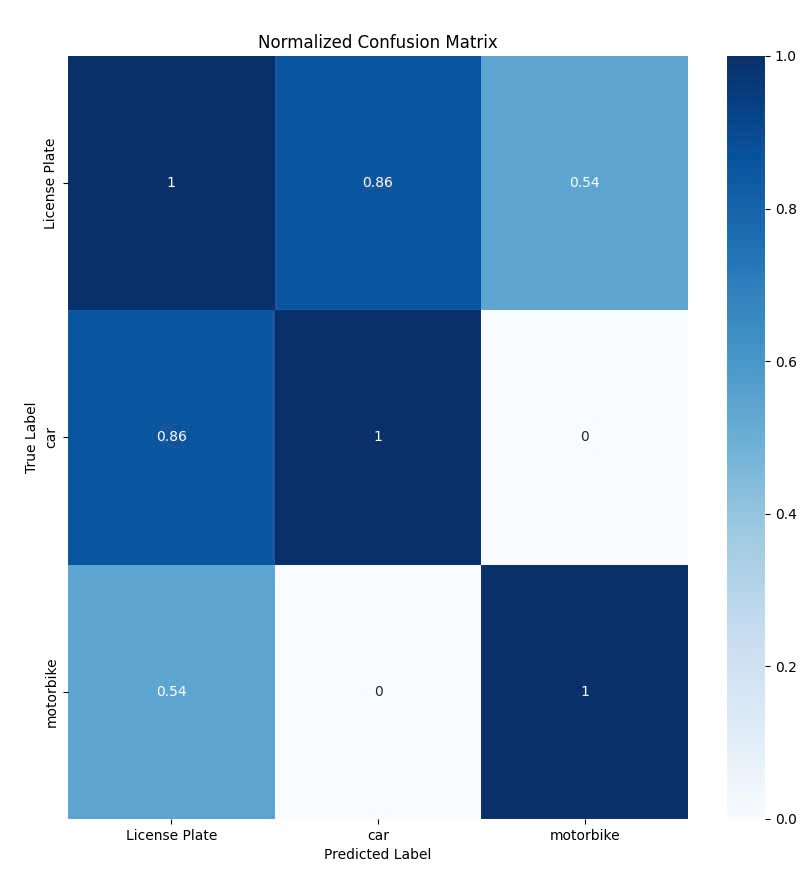 Normalized Confusion Matrix
1.0
License Plate
1
0.86
0.54
0.8
0.6
True Label
car
0.86
1
0
0.4
0.2
motorbike
0.54
0
1
0.0
License Plate
car
motorbike
Predicted Label